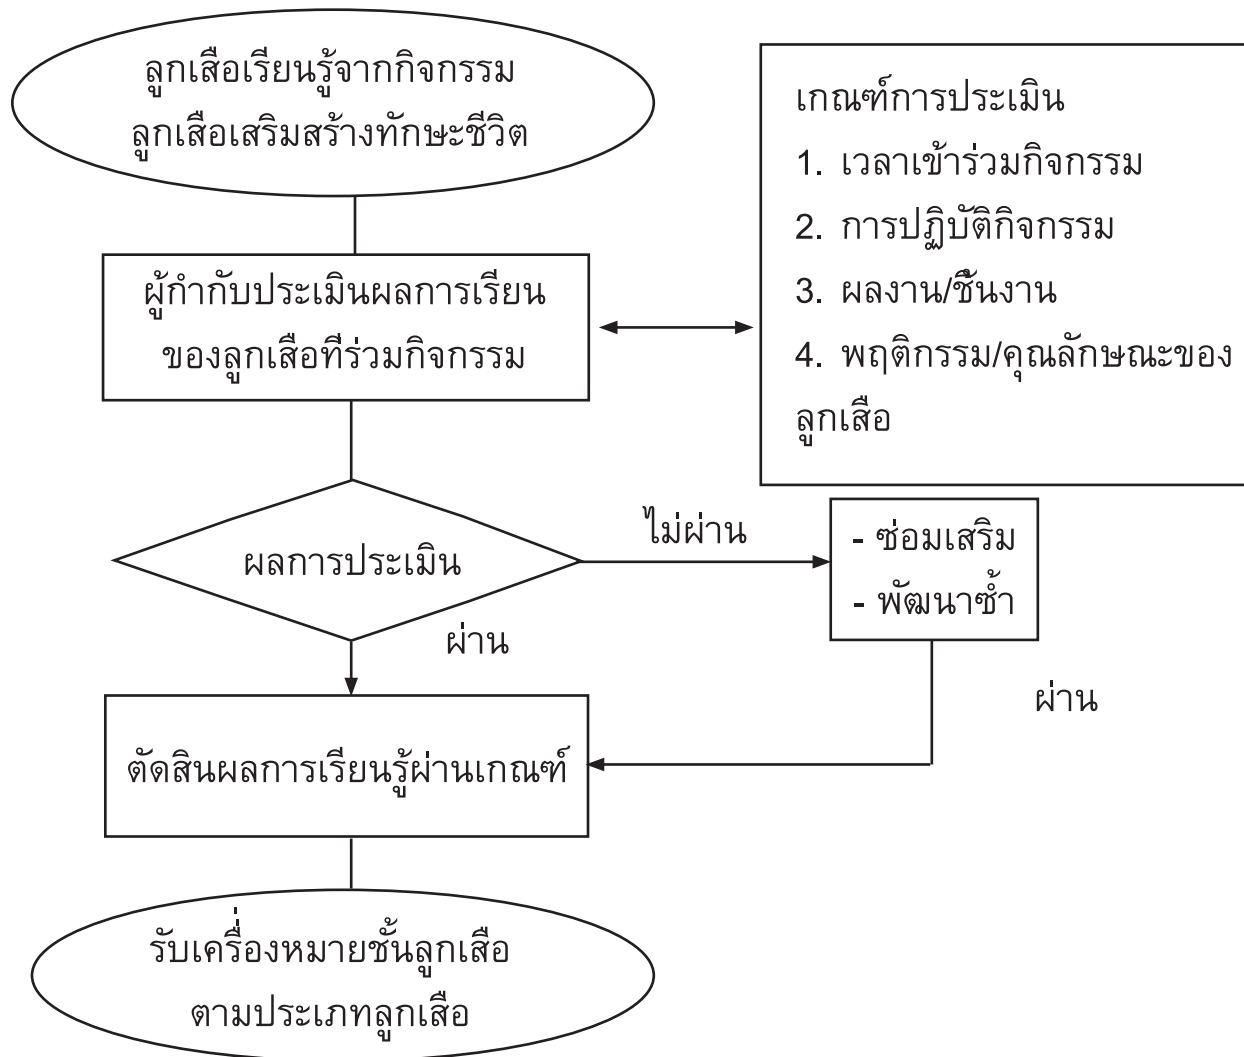 ลูกเสือเรียนรู้จากกิจกรรม
ลูกเสือเสริมสร้างทักษะชีวิต
เกณฑ์การประเมิน
1. เวลาเข้าร่วมกิจกรรม
2. การปฏิบัติกิจกรรม
3. ผลงาน/ชิ้นงาน
4. พฤติกรรม/คุณลักษณะของ
ลูกเสือ
ผู้กำกับประเมินผลการเรียน
ของลูกเสือที่ร่วมกิจกรรม
ผลการประเมิน
ไม่ผ่าน
- ซ่อมเสริม
- พัฒนาซ้ำ
ผ่าน
ผ่าน
ตัดสินผลการเรียนรู้ผ่านเกณฑ์
รับเครื่องหมายชั้นลูกเสือ
ตามประเภทลูกเสือ